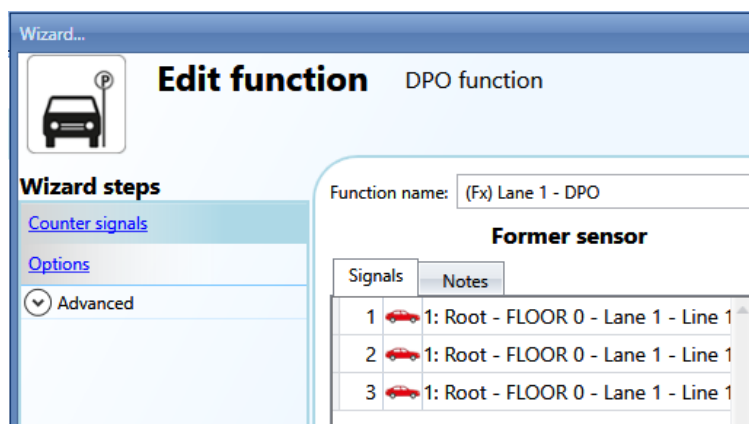 Wizard...
P
Edit function DPO function
Wizard steps
Counter signals
Options
Advanced
Function name: (Fx) Lane 1 - DPO
Former sensor
Signals Notes
1 1: Root - FLOOR 0 - Lane 1 - Line 1
2 1: Root - FLOOR 0 - Lane 1 - Line 1
3 1: Root - FLOOR 0 - Lane 1 - Line 1